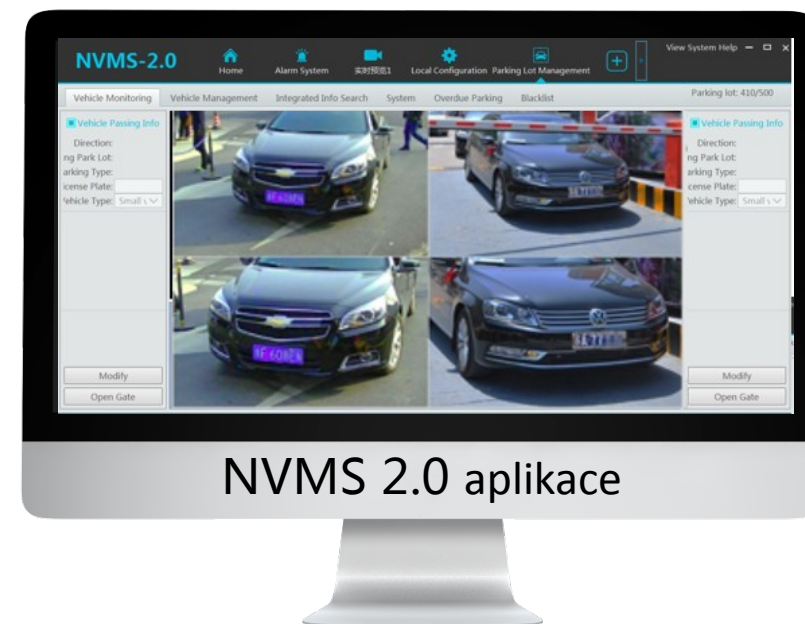 NVMS-2.0
Home
Alarm System
实时预览1
Local Configuration
Parking Lot Management
View System Help
Vehicle Monitoring
Vehicle Management
Integrated Info Search
System
Overdue Parking
Blacklist
Parking lot: 410/500
Vehicle Passing Info
Direction:
ng Park Lot:
arking Type:
icense Plate:
Vehicle Type: Small
Modify
Open Gate
Vehicle Passing Info
Direction:
ng Park Lot:
arking Type:
cense Plate:
Vehicle Type: Small
Modify
Open Gate
NVMS 2.0 aplikace